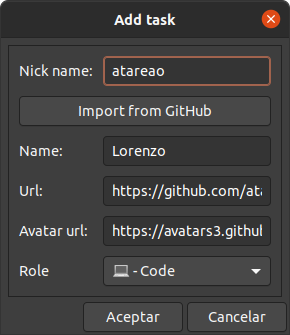 Add task
Nick name: atareao
Import from GitHub
Name: Lorenzo
Url: https://github.com/ata
Avatar url: https://avatars3.github
Role 💻 - Code
Aceptar Cancelar